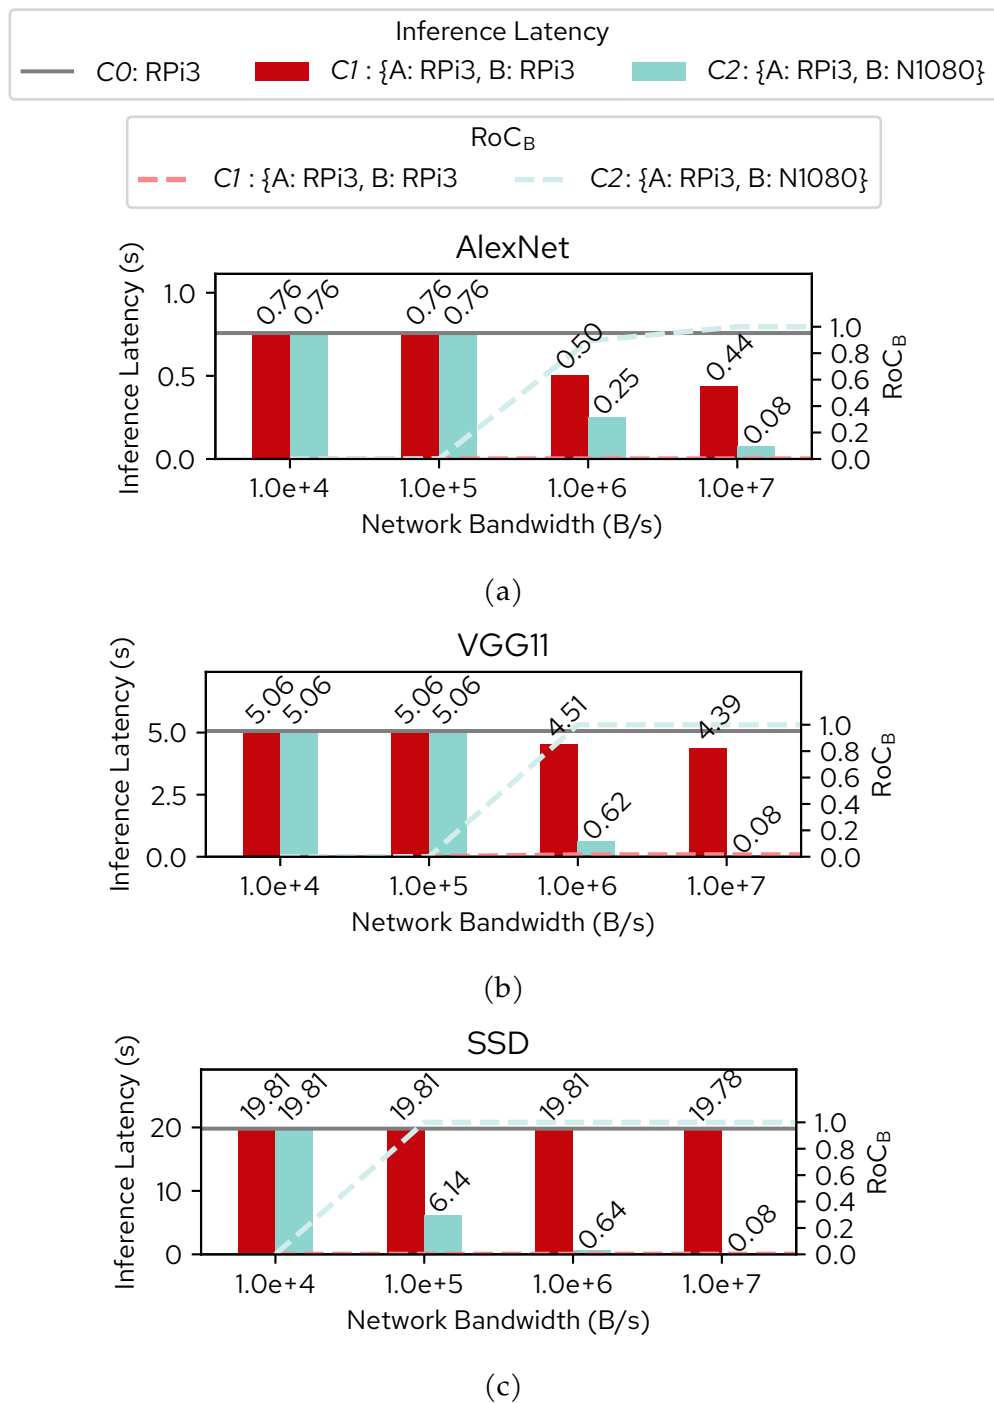 Inference Latency
C0: RPi3 C1 : {A: RPi3, B: RPi3 C2: {A: RPi3, B: N1080}
RoC_B
C1 : {A: RPi3, B: RPi3 C2: {A: RPi3, B: N1080}
AlexNet
Inference Latency (s)
1.0
0.5
0.0
0.76 0.76 0.76 0.76 0.50 0.25 0.44 0.08
1.0
0.8
0.6
0.4
0.2
0.0
RoC_B
1.0e+4 1.0e+5 1.0e+6 1.0e+7
Network Bandwidth (B/s)
(a)
VGG11
Inference Latency (s)
5.0
2.5
0.0
5.06 5.06 5.06 5.06 4.51 0.62 4.39 0.08
1.0
0.8
0.6
0.4
0.2
0.0
RoC_B
1.0e+4 1.0e+5 1.0e+6 1.0e+7
Network Bandwidth (B/s)
(b)
SSD
Inference Latency (s)
20
10
0
19.81 19.81 19.81 6.14 19.81 0.64 19.78 0.08
1.0
0.8
0.6
0.4
0.2
0.0
RoC_B
1.0e+4 1.0e+5 1.0e+6 1.0e+7
Network Bandwidth (B/s)
(c)